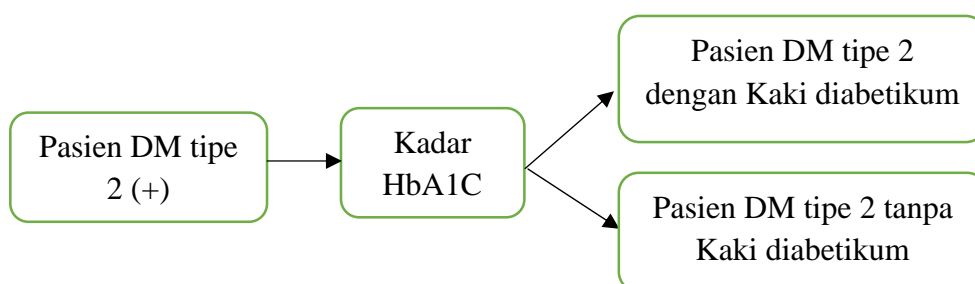 Pasien DM tipe
2 (+)
Kadar
HbA1C
Pasien DM tipe 2
dengan Kaki diabetikum
Pasien DM tipe 2 tanpa
Kaki diabetikum